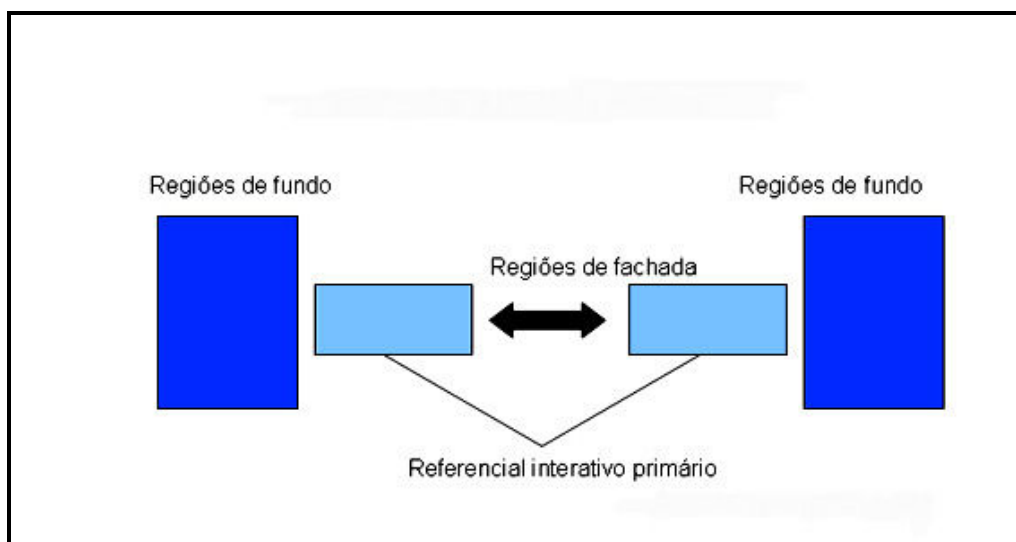 Regiões de fundo
Regiões de fundo
Regiões de fachada
Referencial interativo primário